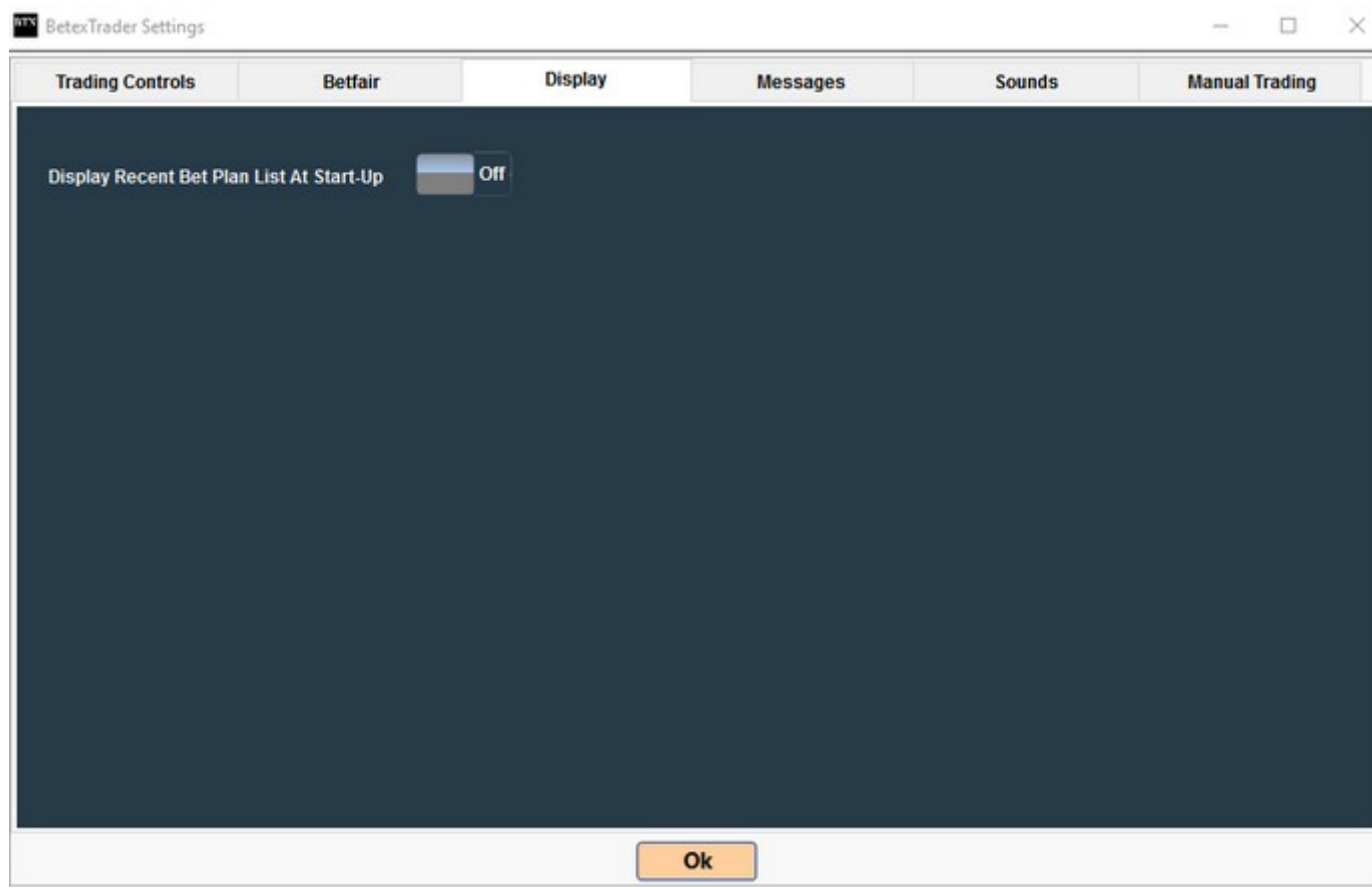 BTX BetexTrader Settings
Trading Controls Betfair Display Messages Sounds Manual Trading
Display Recent Bet Plan List At Start-Up Off
Ok